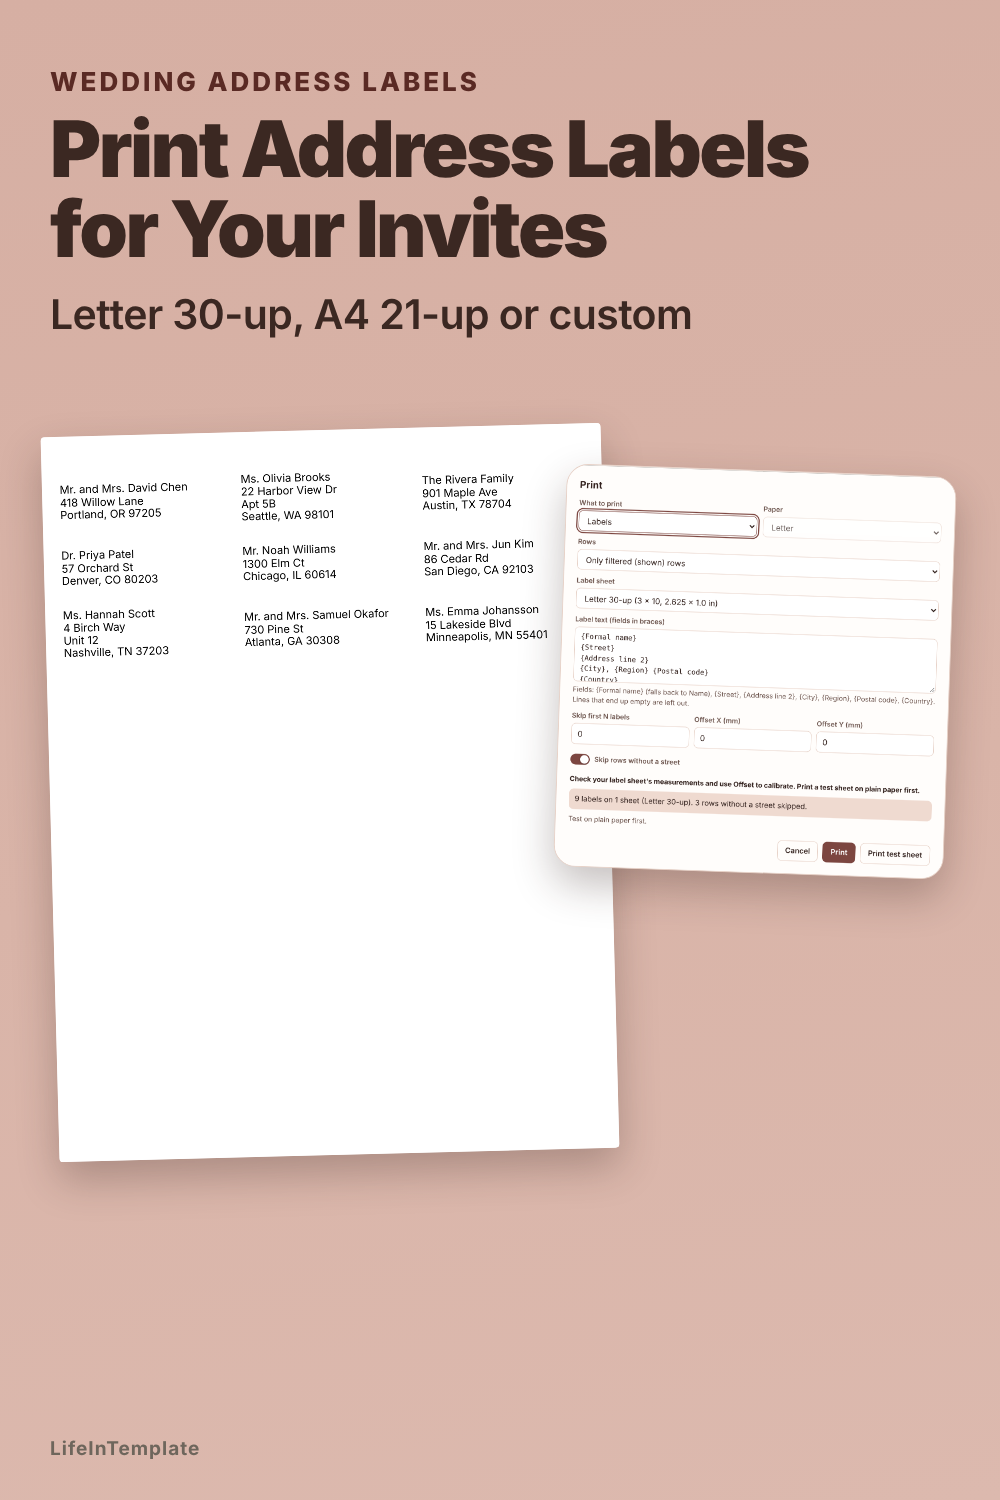 WEDDING ADDRESS LABELS
Print Address Labels
for Your Invites
Letter 30-up, A4 21-up or custom
Mr. and Mrs. David Chen
418 Willow Lane
Portland, OR 97205
Ms. Olivia Brooks
22 Harbor View Dr
Apt 5B
Seattle, WA 98101
The Rivera Family
901 Maple Ave
Austin, TX 78704
Dr. Priya Patel
57 Orchard St
Denver, CO 80203
Mr. Noah Williams
1300 Elm Ct
Chicago, IL 60614
Mr. and Mrs. Jun Kim
86 Cedar Rd
San Diego, CA 92103
Ms. Hannah Scott
4 Birch Way
Unit 12
Nashville, TN 37203
Mr. and Mrs. Samuel Okafor
730 Pine St
Atlanta, GA 30308
Ms. Emma Johansson
15 Lakeside Blvd
Minneapolis, MN 55401
Print
What to print
Paper
Labels
Letter
Rows
Only filtered (shown) rows
Label sheet
Letter 30-up (3 × 10, 2.625 × 1.0 in)
Label text (fields in braces)
{Formal name}
{Street}
{Address line 2}
{City}, {Region} {Postal code}
{Country}
Fields: {Formal name} (falls back to Name), {Street}, {Address line 2}, {City}, {Region}, {Postal code}, {Country}.
Lines that end up empty are left out.
Skip first N labels
Offset X (mm)
Offset Y (mm)
0
0
0
Skip rows without a street
Check your label sheet's measurements and use Offset to calibrate. Print a test sheet on plain paper first.
9 labels on 1 sheet (Letter 30-up). 3 rows without a street skipped.
Test on plain paper first.
Cancel
Print
Print test sheet
LifeInTemplate